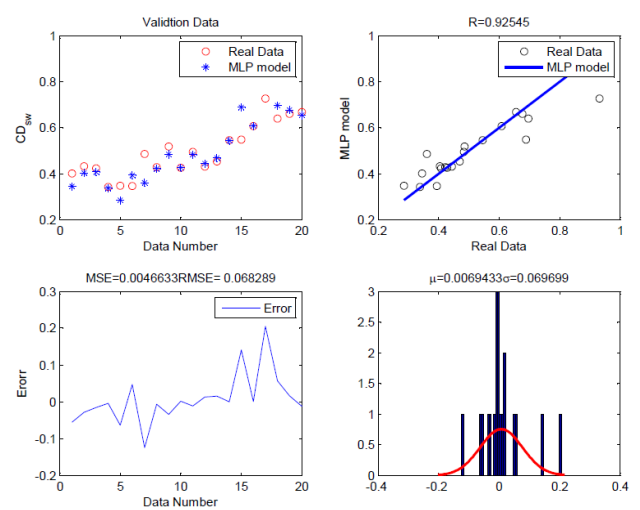 Validtion Data
Real Data
MLP model
CD_sw
0.8
0.6
0.4
0.2
0
5
10
15
20
Data Number
R=0.92545
Real Data
MLP model
MLP model
0.8
0.6
0.4
0.2
0.2
0.4
0.6
0.8
1
Real Data
MSE=0.0046633RMSE= 0.068289
Error
Erorr
0.3
0.2
0.1
0
-0.1
-0.2
0
5
10
15
20
Data Number
μ=0.0069433σ=0.069699
3
2.5
2
1.5
1
0.5
0
-0.4
-0.2
0
0.2
0.4